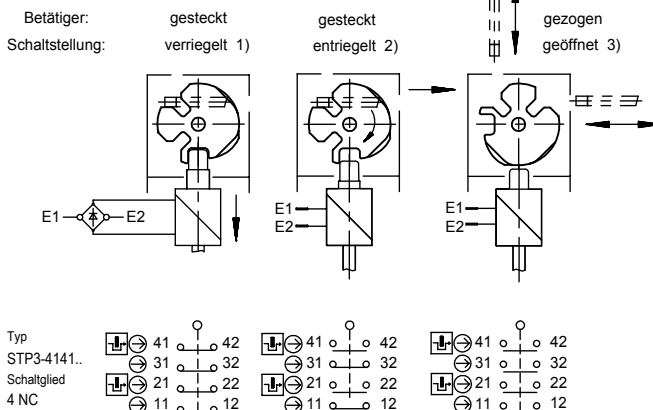 Betätiger: gesteckt gesteckt gezogen
Schaltstellung: verriegelt 1) entriegelt 2) geöffnet 3)
E1 E2 E1 E1
E2 E2
Typ
STP3-4141..
Schaltglied
4 NC
41 42 41 42 41 42
31 32 31 32 31 32
21 22 21 22 21 22
11 12 11 12 11 12